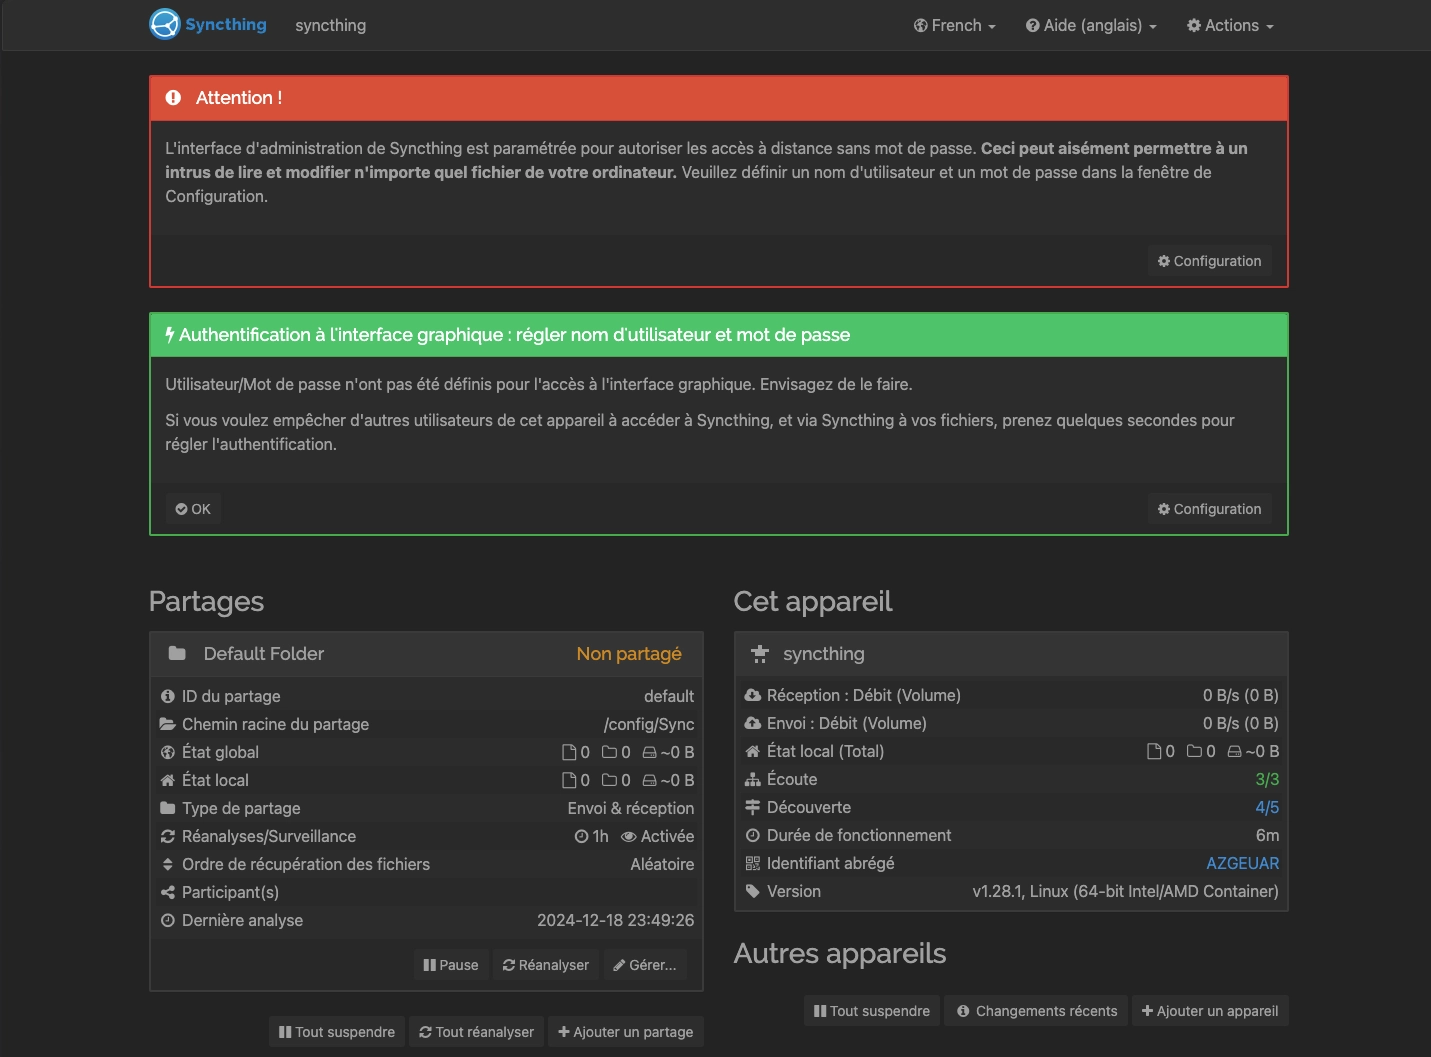 Syncthing
syncthing
French
Aide (anglais)
Actions
Attention !
L'interface d'administration de Syncthing est paramétrée pour autoriser les accès à distance sans mot de passe. Ceci peut aisément permettre à un
intrus de lire et modifier n'importe quel fichier de votre ordinateur. Veuillez définir un nom d'utilisateur et un mot de passe dans la fenêtre de
Configuration.
Configuration
Authentification à l'interface graphique : régler nom d'utilisateur et mot de passe
Utilisateur/Mot de passe n'ont pas été définis pour l'accès à l'interface graphique. Envisagez de le faire.
Si vous voulez empêcher d'autres utilisateurs de cet appareil à accéder à Syncthing, et via Syncthing à vos fichiers, prenez quelques secondes pour
régler l'authentification.
OK
Configuration
Partages
Default Folder
Non partagé
ID du partage default
Chemin racine du partage /config/Sync
État global 0 0 ~0 B
État local 0 0 ~0 B
Type de partage Envoi & réception
Réanalyses/Surveillance 1h Activée
Ordre de récupération des fichiers Aléatoire
Participant(s)
Dernière analyse 2024-12-18 23:49:26
Pause Réanalyser Gérer...
Tout suspendre Tout réanalyser Ajouter un partage
Cet appareil
syncthing
Réception : Débit (Volume) 0 B/s (0 B)
Envoi : Débit (Volume) 0 B/s (0 B)
État local (Total) 0 0 ~0 B
Écoute 3/3
Découverte 4/5
Durée de fonctionnement 6m
Identifiant abrégé AZGEUAR
Version v1.28.1, Linux (64-bit Intel/AMD Container)
Autres appareils
Tout suspendre Changements récents Ajouter un appareil